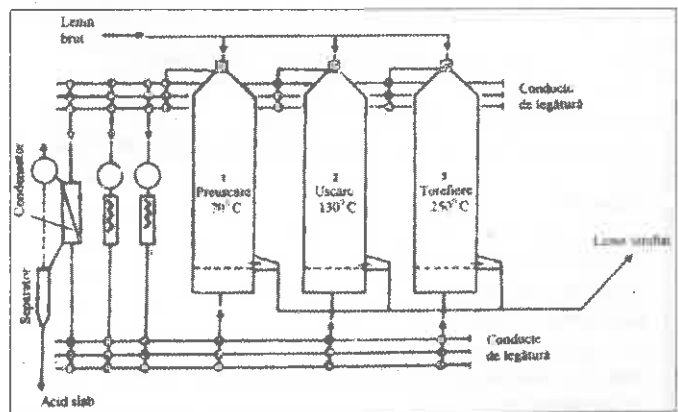 Lemn
brut
Conducte
de legătură
1
Preuscare
70°C
2
Uscare
130°C
3
Torefiere
250°C
Condensator
Separator
Lemn torefiat
Conducte
de legătură
Acid slab